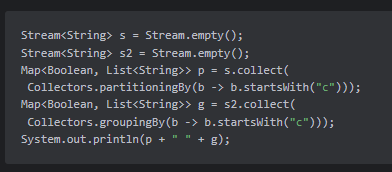 Stream<String> s = Stream.empty();
Stream<String> s2 = Stream.empty();
Map<Boolean, List<String>> p = s.collect(
 Collectors.partitioningBy(b -> b.startsWith("c")));
Map<Boolean, List<String>> g = s2.collect(
 Collectors.groupingBy(b -> b.startsWith("c")));
System.out.println(p + " " + g);